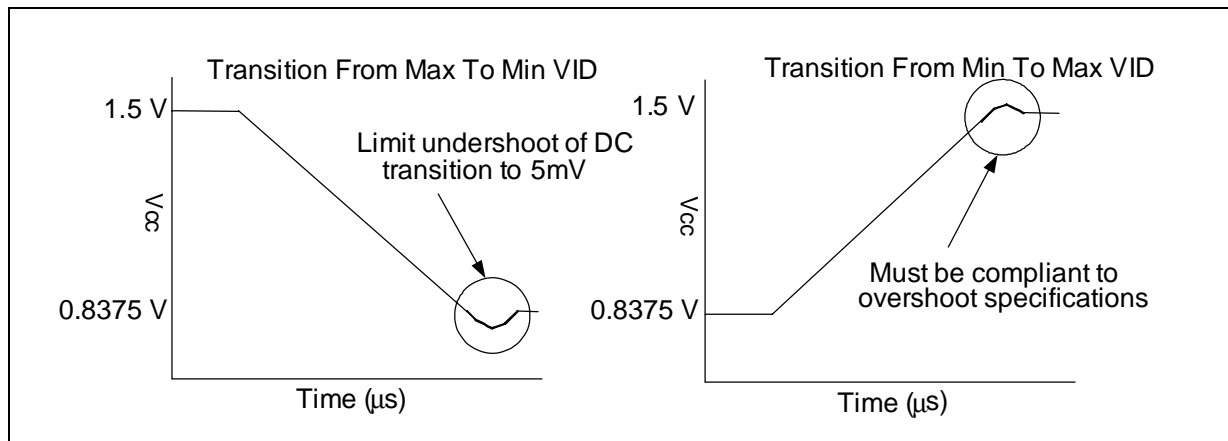 Transition From Max To Min VID
1.5 V
Limit undershoot of DC
transition to 5mV
Vcc
0.8375 V
Time (μs)
Transition From Min To Max VID
1.5 V
Vcc
Must be compliant to
overshoot specifications
0.8375 V
Time (μs)